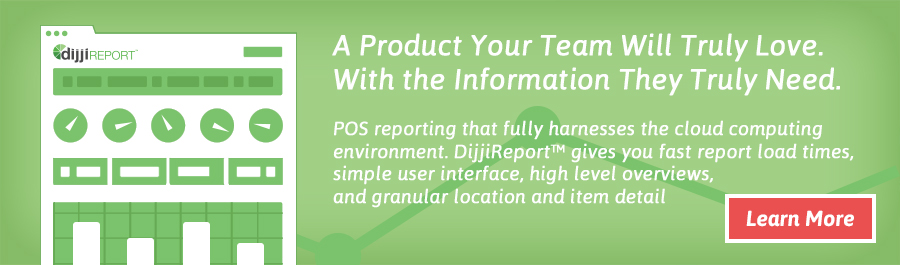 dijjiREPORT™
A Product Your Team Will Truly Love.
With the Information They Truly Need.
POS reporting that fully harnesses the cloud computing
environment. DijjiReport™ gives you fast report load times,
simple user interface, high level overviews,
and granular location and item detail
Learn More